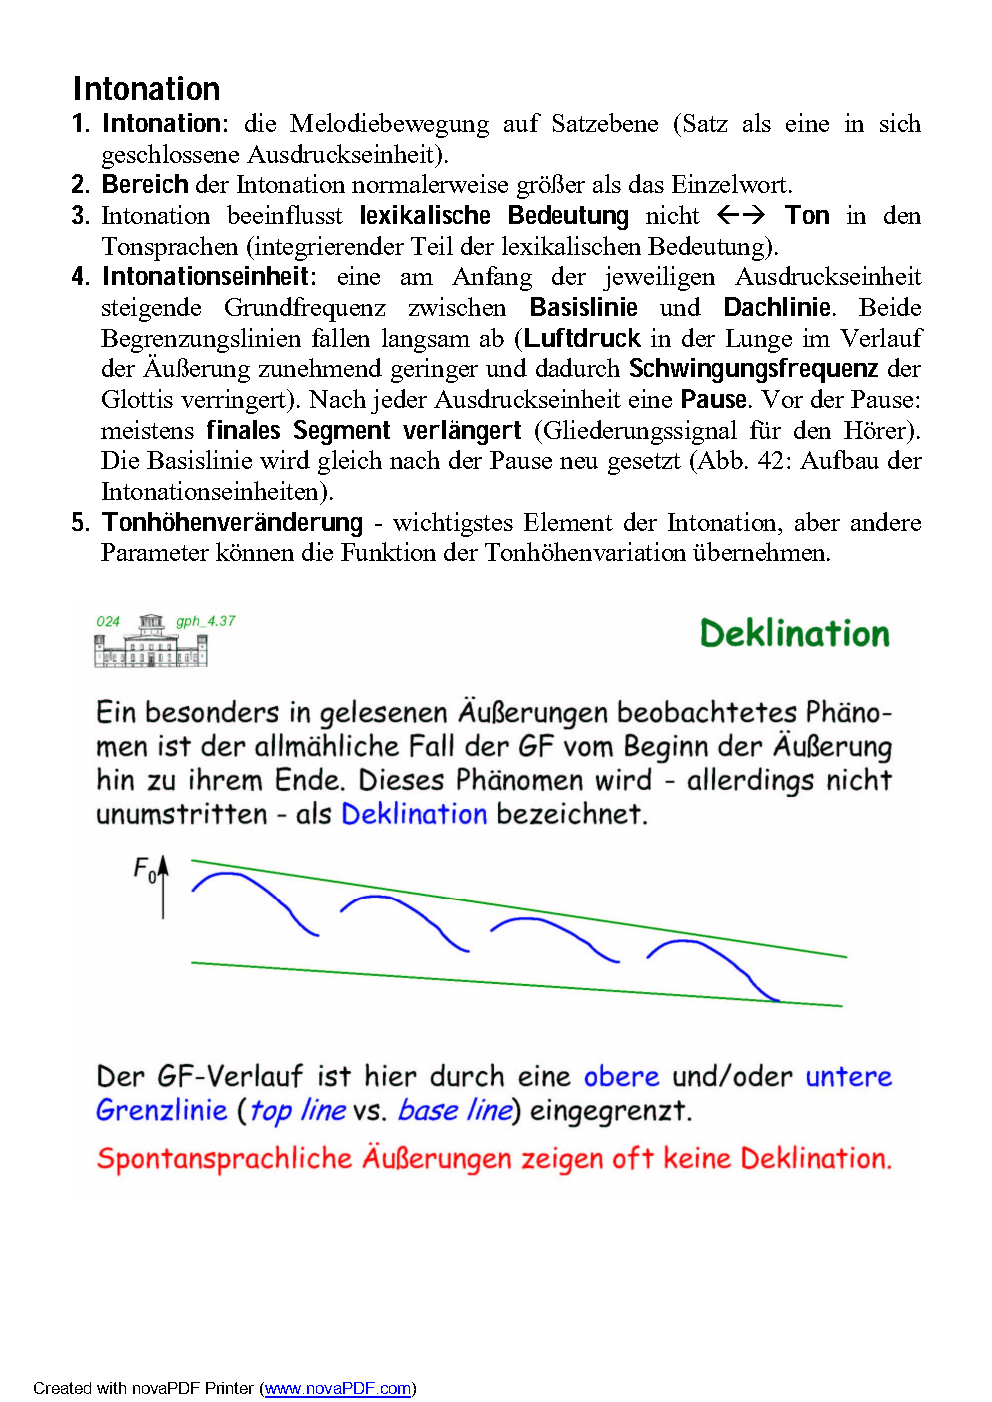 Intonation
1. Intonation: die Melodiebewegung auf Satzebene (Satz als eine in sich
geschlossene Ausdruckseinheit).
2. Bereich der Intonation normalerweise größer als das Einzelwort.
3. Intonation beeinflusst lexikalische Bedeutung nicht ←→ Ton in den
Tonsprachen (integrierender Teil der lexikalischen Bedeutung).
4. Intonationseinheit: eine am Anfang der jeweiligen Ausdruckseinheit
steigende Grundfrequenz zwischen Basislinie und Dachlinie. Beide
Begrenzungslinien fallen langsam ab (Luftdruck in der Lunge im Verlauf
der Äußerung zunehmend geringer und dadurch Schwingungsfrequenz der
Glottis verringert). Nach jeder Ausdruckseinheit eine Pause. Vor der Pause:
meistens finales Segment verlängert (Gliederungssignal für den Hörer).
Die Basislinie wird gleich nach der Pause neu gesetzt (Abb. 42: Aufbau der
Intonationseinheiten).
5. Tonhöhenveränderung - wichtigstes Element der Intonation, aber andere
Parameter können die Funktion der Tonhöhenvariation übernehmen.
024 gph_4.37
Deklination
Ein besonders in gelesenen Äußerungen beobachtetes Phäno-
men ist der allmähliche Fall der GF vom Beginn der Äußerung
hin zu ihrem Ende. Dieses Phänomen wird - allerdings nicht
unumstritten - als Deklination bezeichnet.
F0
Der GF-Verlauf ist hier durch eine obere und/oder untere
Grenzlinie (top line vs. base line) eingegrenzt.
Spontansprachliche Äußerungen zeigen oft keine Deklination.
Created with novaPDF Printer (www.novaPDF.com)